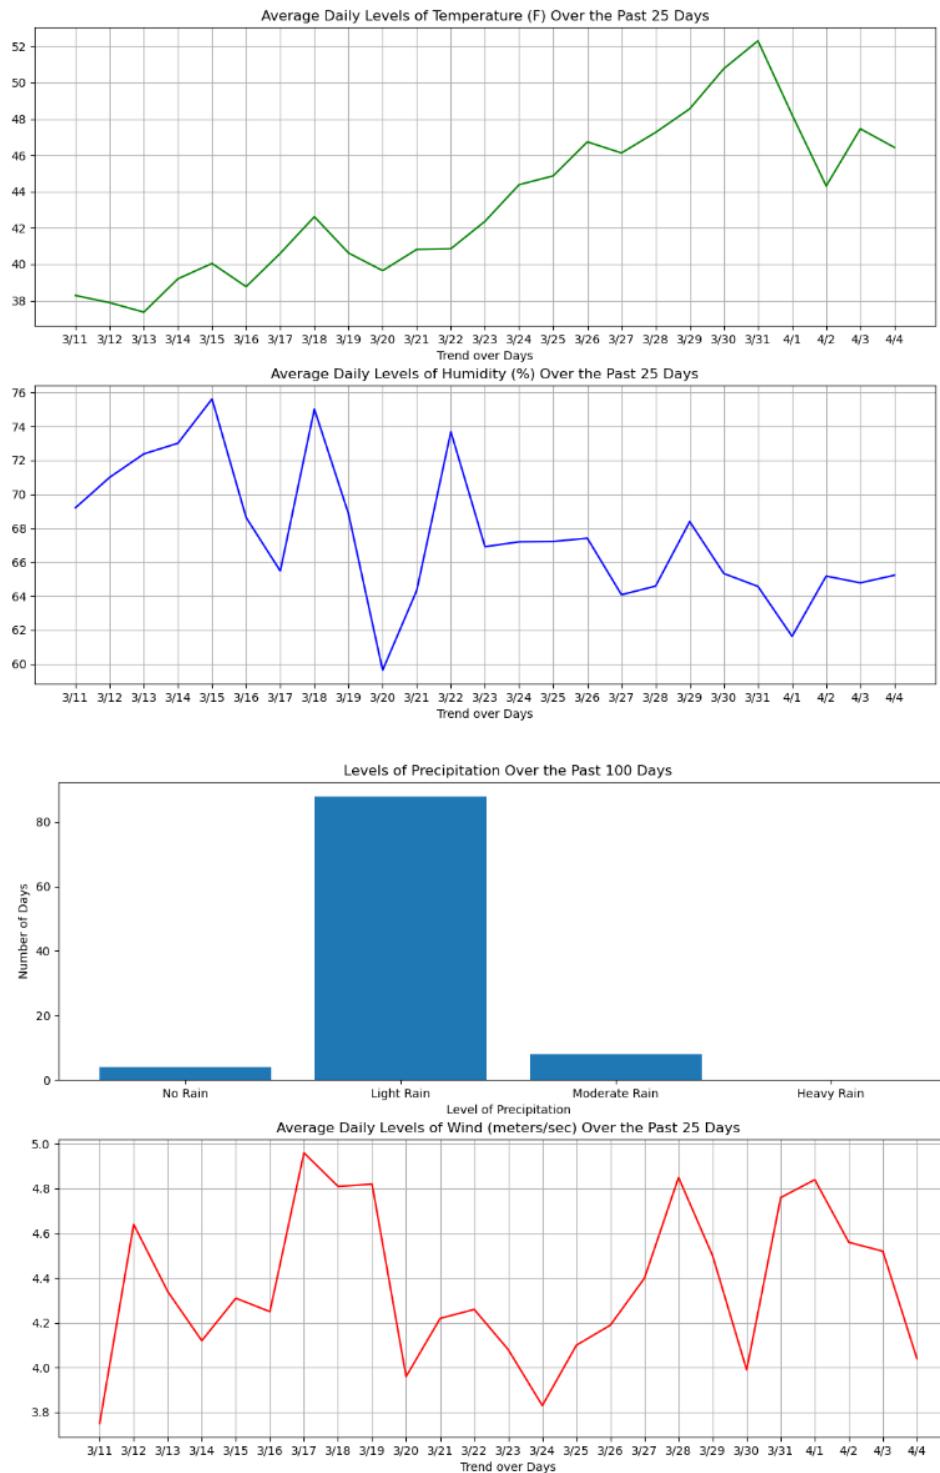 Average Daily Levels of Temperature (F) Over the Past 25 Days
52
50
48
46
44
42
40
38
3/11 3/12 3/13 3/14 3/15 3/16 3/17 3/18 3/19 3/20 3/21 3/22 3/23 3/24 3/25 3/26 3/27 3/28 3/29 3/30 3/31 4/1 4/2 4/3 4/4
Trend over Days
Average Daily Levels of Humidity (%) Over the Past 25 Days
76
74
72
70
68
66
64
62
60
3/11 3/12 3/13 3/14 3/15 3/16 3/17 3/18 3/19 3/20 3/21 3/22 3/23 3/24 3/25 3/26 3/27 3/28 3/29 3/30 3/31 4/1 4/2 4/3 4/4
Trend over Days
Levels of Precipitation Over the Past 100 Days
Number of Days
80
60
40
20
0
No Rain Light Rain Moderate Rain Heavy Rain
Level of Precipitation
Average Daily Levels of Wind (meters/sec) Over the Past 25 Days
5.0
4.8
4.6
4.4
4.2
4.0
3.8
3/11 3/12 3/13 3/14 3/15 3/16 3/17 3/18 3/19 3/20 3/21 3/22 3/23 3/24 3/25 3/26 3/27 3/28 3/29 3/30 3/31 4/1 4/2 4/3 4/4
Trend over Days